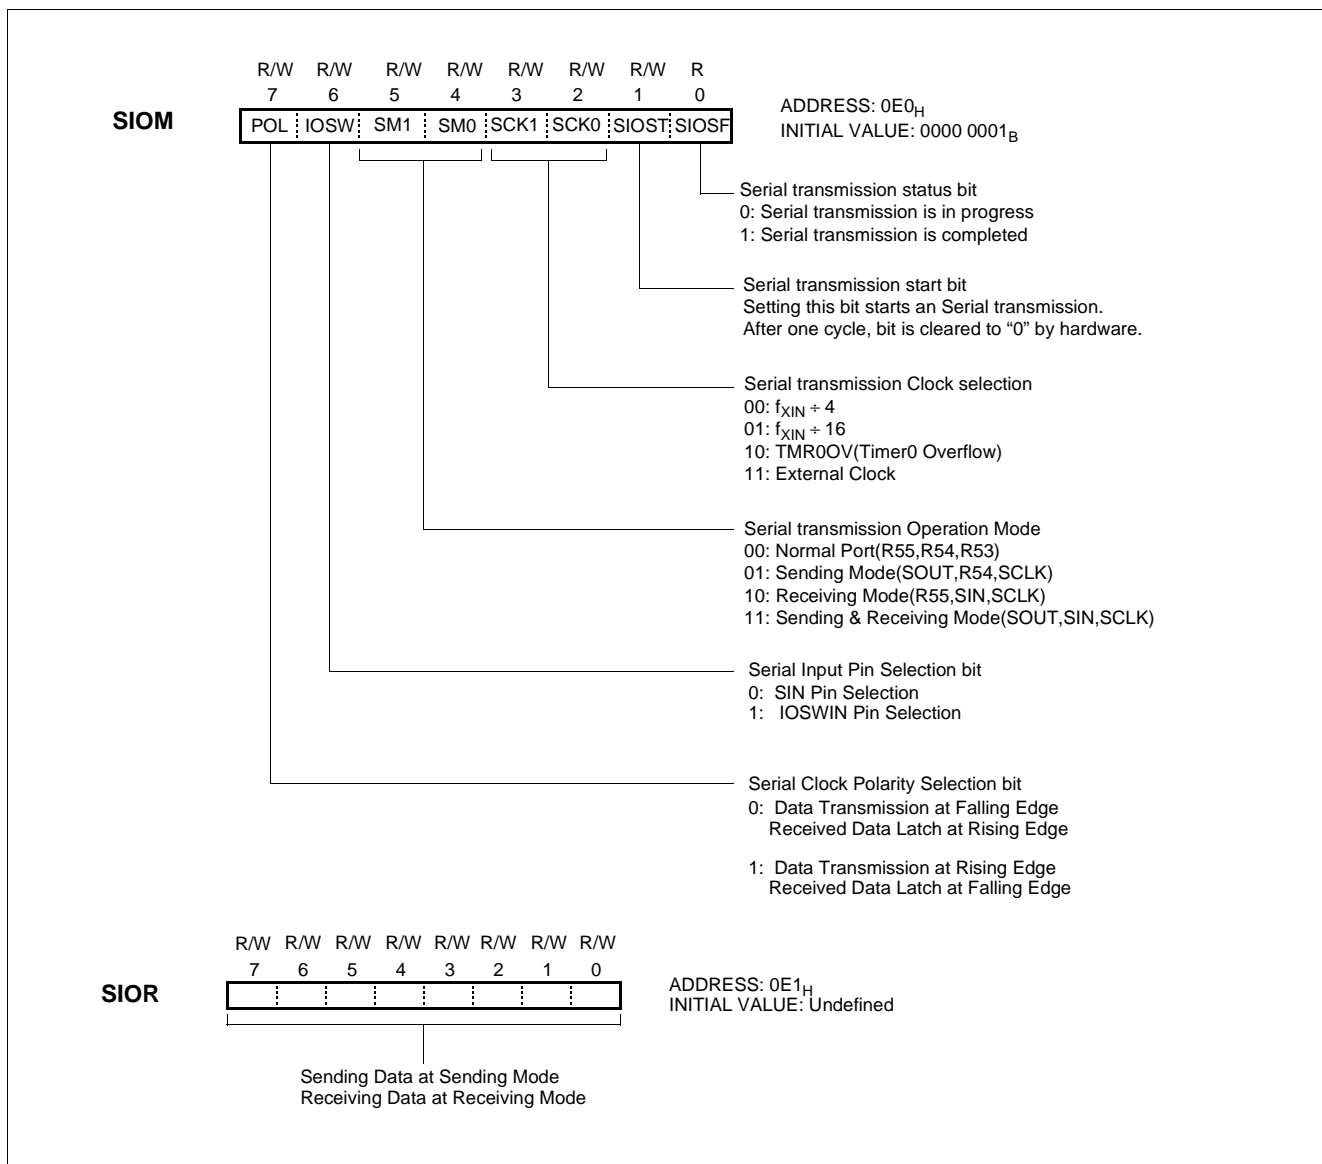 R/W R/W R/W R/W R/W R/W R/W R
7 6 5 4 3 2 1 0
SIOM
POL IOSW SM1 SM0 SCK1 SCK0 SIOST SIOSF
ADDRESS: 0E0H
INITIAL VALUE: 0000 0001B
Serial transmission status bit
0: Serial transmission is in progress
1: Serial transmission is completed
Serial transmission start bit
Setting this bit starts an Serial transmission.
After one cycle, bit is cleared to “0” by hardware.
Serial transmission Clock selection
00: fXIN ÷ 4
01: fXIN ÷ 16
10: TMR0OV(Timer0 Overflow)
11: External Clock
Serial transmission Operation Mode
00: Normal Port(R55,R54,R53)
01: Sending Mode(SOUT,R54,SCLK)
10: Receiving Mode(R55,SIN,SCLK)
11: Sending & Receiving Mode(SOUT,SIN,SCLK)
Serial Input Pin Selection bit
0: SIN Pin Selection
1: IOSWIN Pin Selection
Serial Clock Polarity Selection bit
0: Data Transmission at Falling Edge
Received Data Latch at Rising Edge
1: Data Transmission at Rising Edge
Received Data Latch at Falling Edge
R/W R/W R/W R/W R/W R/W R/W R/W
7 6 5 4 3 2 1 0
SIOR
ADDRESS: 0E1H
INITIAL VALUE: Undefined
Sending Data at Sending Mode
Receiving Data at Receiving Mode